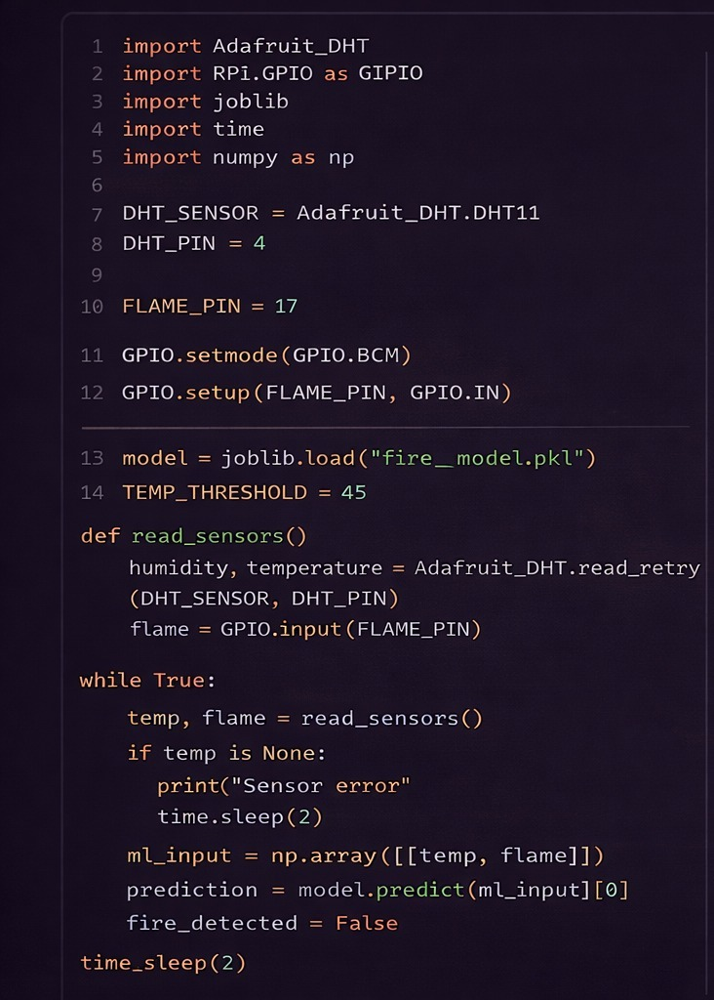 1 import Adafruit_DHT
2 import RPi.GPIO as GIPIO
3 import joblib
4 import time
5 import numpy as np
6
7 DHT_SENSOR = Adafruit_DHT.DHT11
8 DHT_PIN = 4
9
10 FLAME_PIN = 17
11 GPIO.setmode(GPIO.BCM)
12 GPIO.setup(FLAME_PIN, GPIO.IN)
13 model = joblib.load("fire__model.pkl")
14 TEMP_THRESHOLD = 45
def read_sensors()
humidity, temperature = Adafruit_DHT.read_retry
(DHT_SENSOR, DHT_PIN)
flame = GPIO.input(FLAME_PIN)
while True:
temp, flame = read_sensors()
if temp is None:
print("Sensor error"
time.sleep(2)
ml_input = np.array([[temp, flame]])
prediction = model.predict(ml_input][0]
fire_detected = False
time_sleep(2)